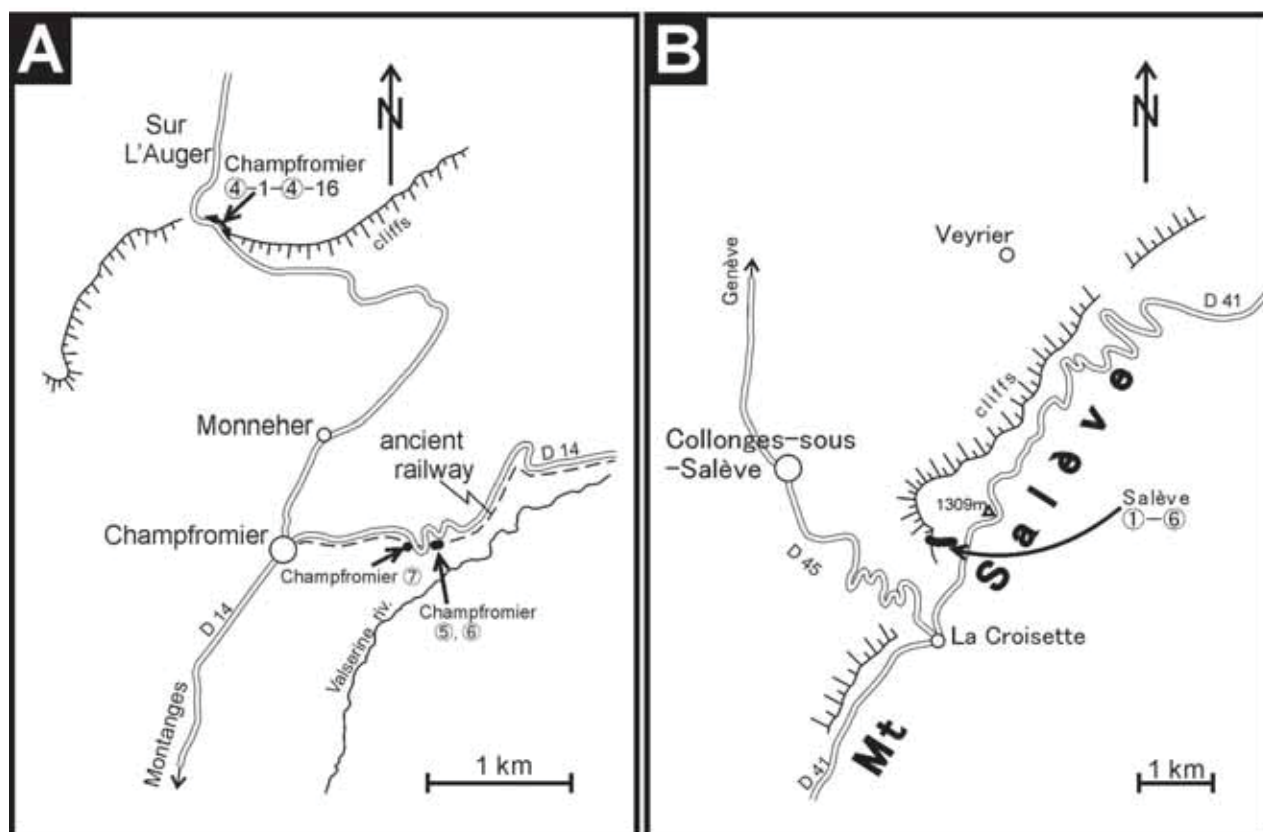 A
N
Sur
L'Auger
Champfromier
④-1-④-16
cliffs
Monneher
ancient
railway
D 14
Champfromier
Champfromier ⑦
Champfromier
⑤, ⑥
D 14
Valserine riv.
Montanges
1 km
B
N
Veyrier
Genève
D 41
cliffs
Collonges-sous
-Salève
1309m
Salève
①-⑥
D 45
La Croisette
Mt Salève
D 41
1 km